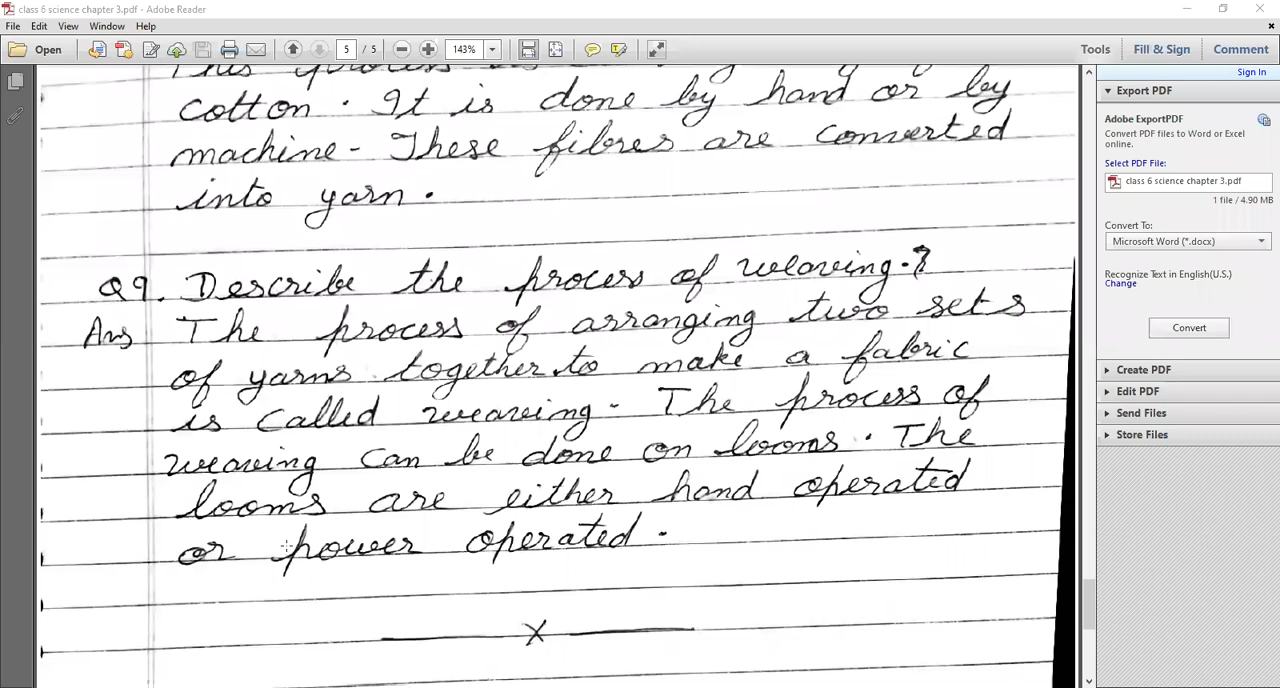 class 6 science chapter 3.pdf - Adobe Reader
File Edit View Window Help
Open 5 / 5 143% Tools Fill & Sign Comment
Sign In
Export PDF
Adobe ExportPDF
Convert PDF files to Word or Excel
online.
Select PDF File:
class 6 science chapter 3.pdf
1 file / 4.90 MB
Convert To:
Microsoft Word (*.docx)
Recognize Text in English(U.S.)
Change
Convert
Create PDF
Edit PDF
Send Files
Store Files
This process is
cotton. It is done by hand or by
machine. These fibres are converted
into yarn.
Q9. Describe the process of weaving.?
Ans The process of arranging two sets
of yarns together to make a fabric
is called weaving. The process of
weaving can be done on looms. The
looms are either hand operated
or power operated.
X